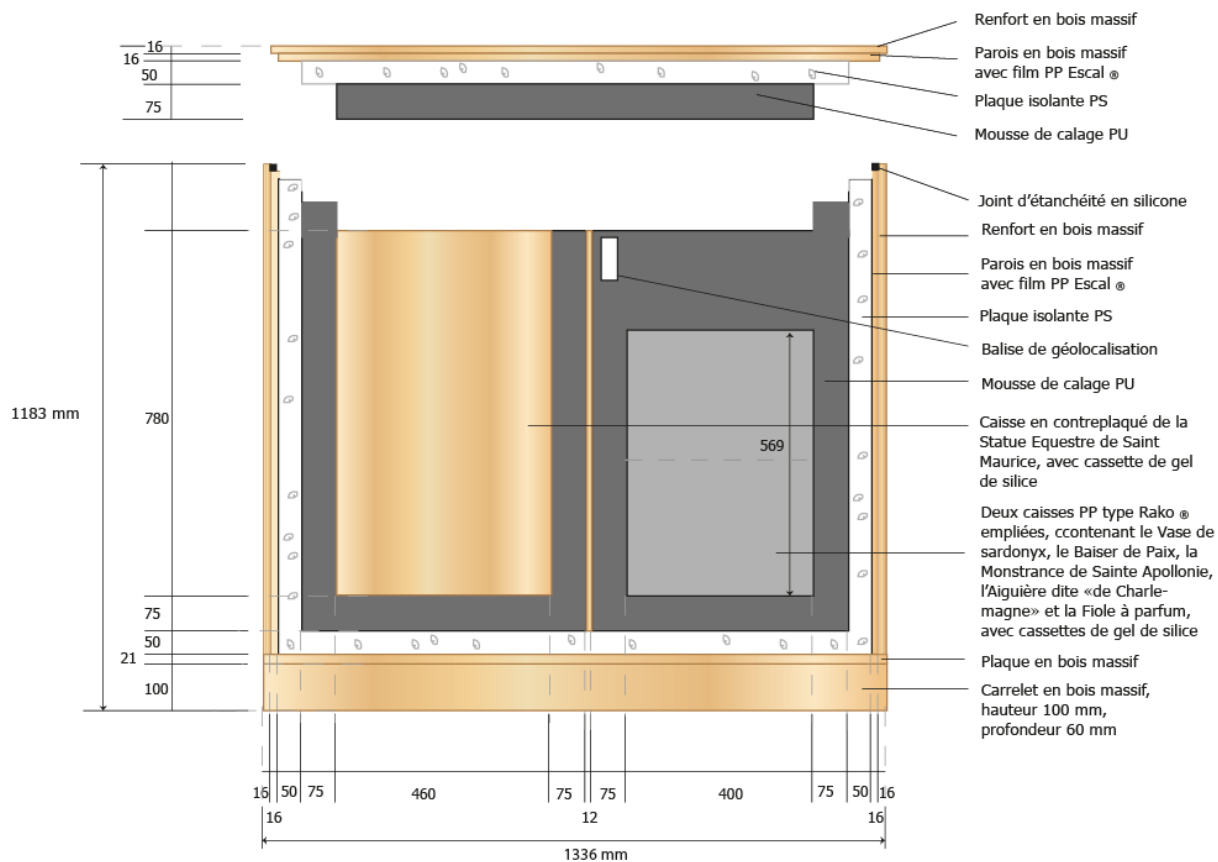 Renfort en bois massif
Parois en bois massif
avec film PP Escal ®
Plaque isolante PS
Mousse de calage PU
16
16
50
75
Joint d’étanchéité en silicone
Renfort en bois massif
Parois en bois massif
avec film PP Escal ®
Plaque isolante PS
Balise de géolocalisation
Mousse de calage PU
1183 mm
780
569
Caisse en contreplaqué de la
Statue Equestre de Saint
Maurice, avec cassette de gel
de silice
Deux caisses PP type Rako ®
empliées, ccontenant le Vase de
sardonyx, le Baiser de Paix, la
Monstrance de Sainte Apollonie,
l’Aiguière dite «de Charle-
magne» et la Fiole à parfum,
avec cassettes de gel de silice
75
50
21
100
Plaque en bois massif
Carrelet en bois massif,
hauteur 100 mm,
profondeur 60 mm
16 50 75 460 75 75 400 75 50 16
16 12 16
1336 mm